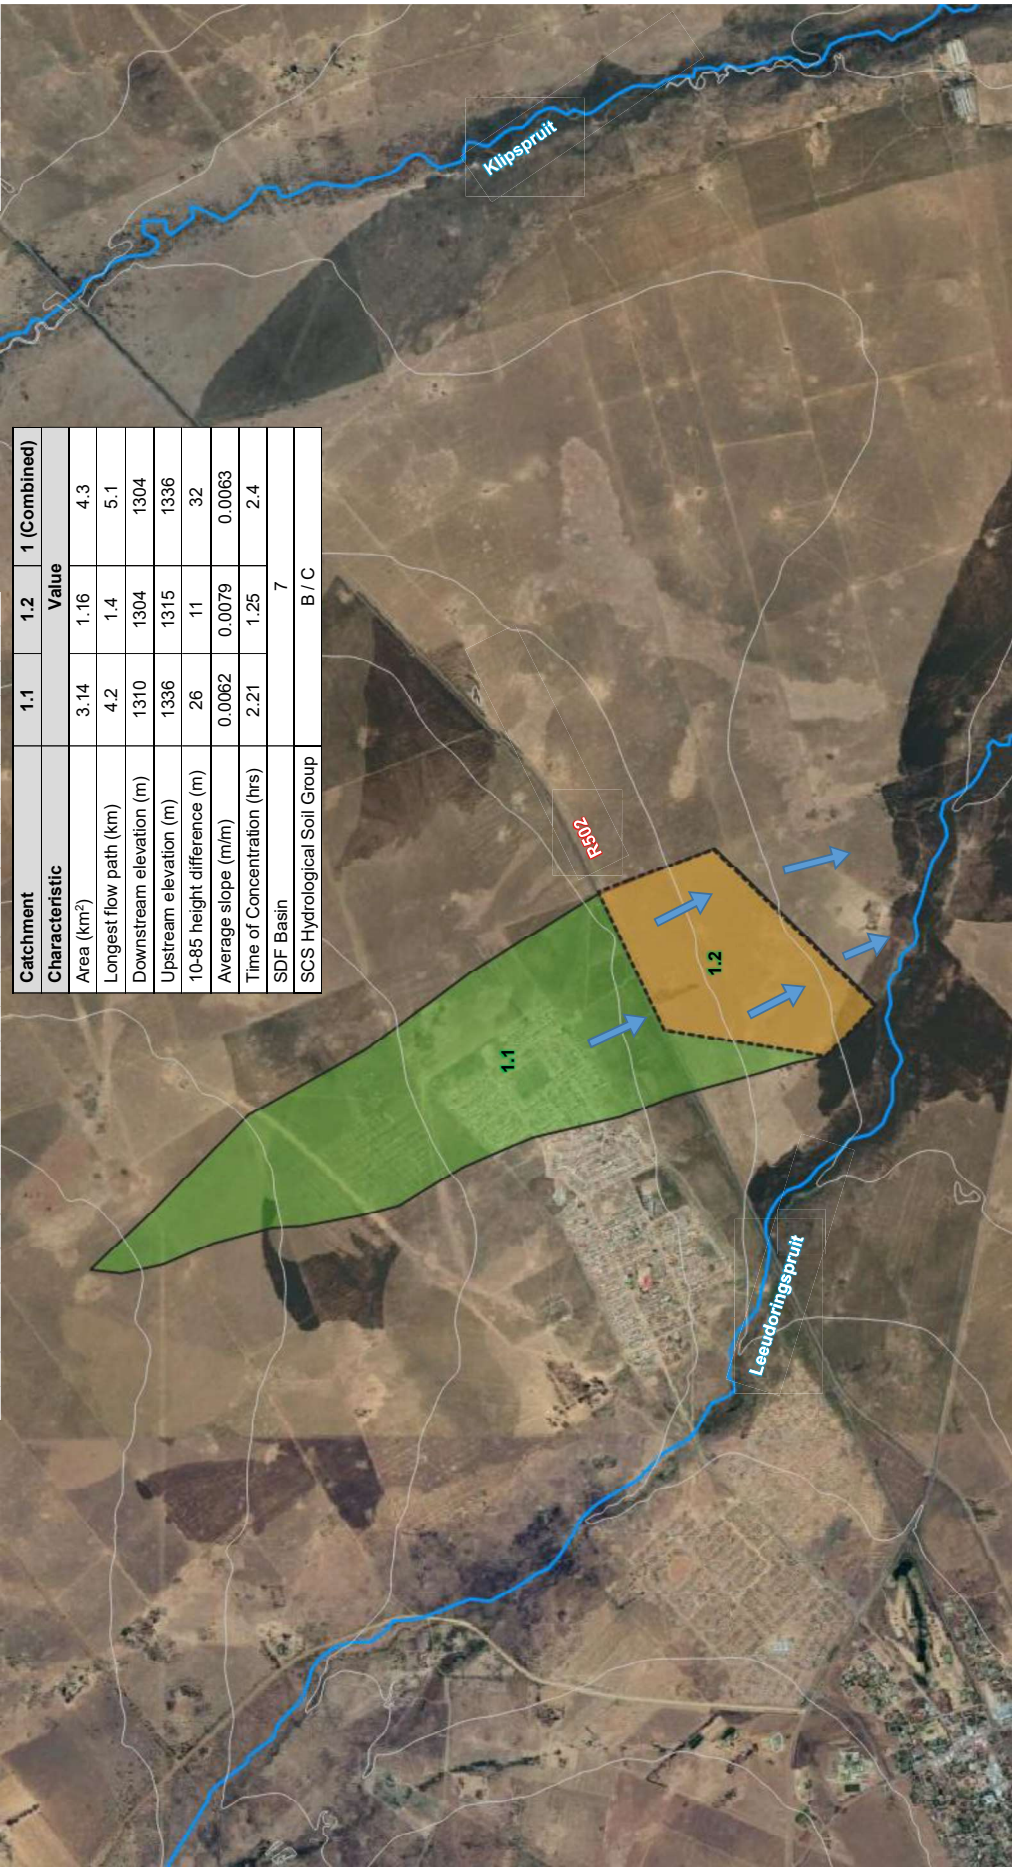 Catchment 1.1 1.2 1 (Combined)
Characteristic Value
Area (km²) 3.14 1.16 4.3
Longest flow path (km) 4.2 1.4 5.1
Downstream elevation (m) 1310 1304 1304
Upstream elevation (m) 1336 1315 1336
10-85 height difference (m) 26 11 32
Average slope (m/m) 0.0062 0.0079 0.0063
Time of Concentration (hrs) 2.21 1.25 2.4
SDF Basin 7
SCS Hydrological Soil Group B / C
Klipspruit
R502
1.1
1.2
Leeudoringspruit